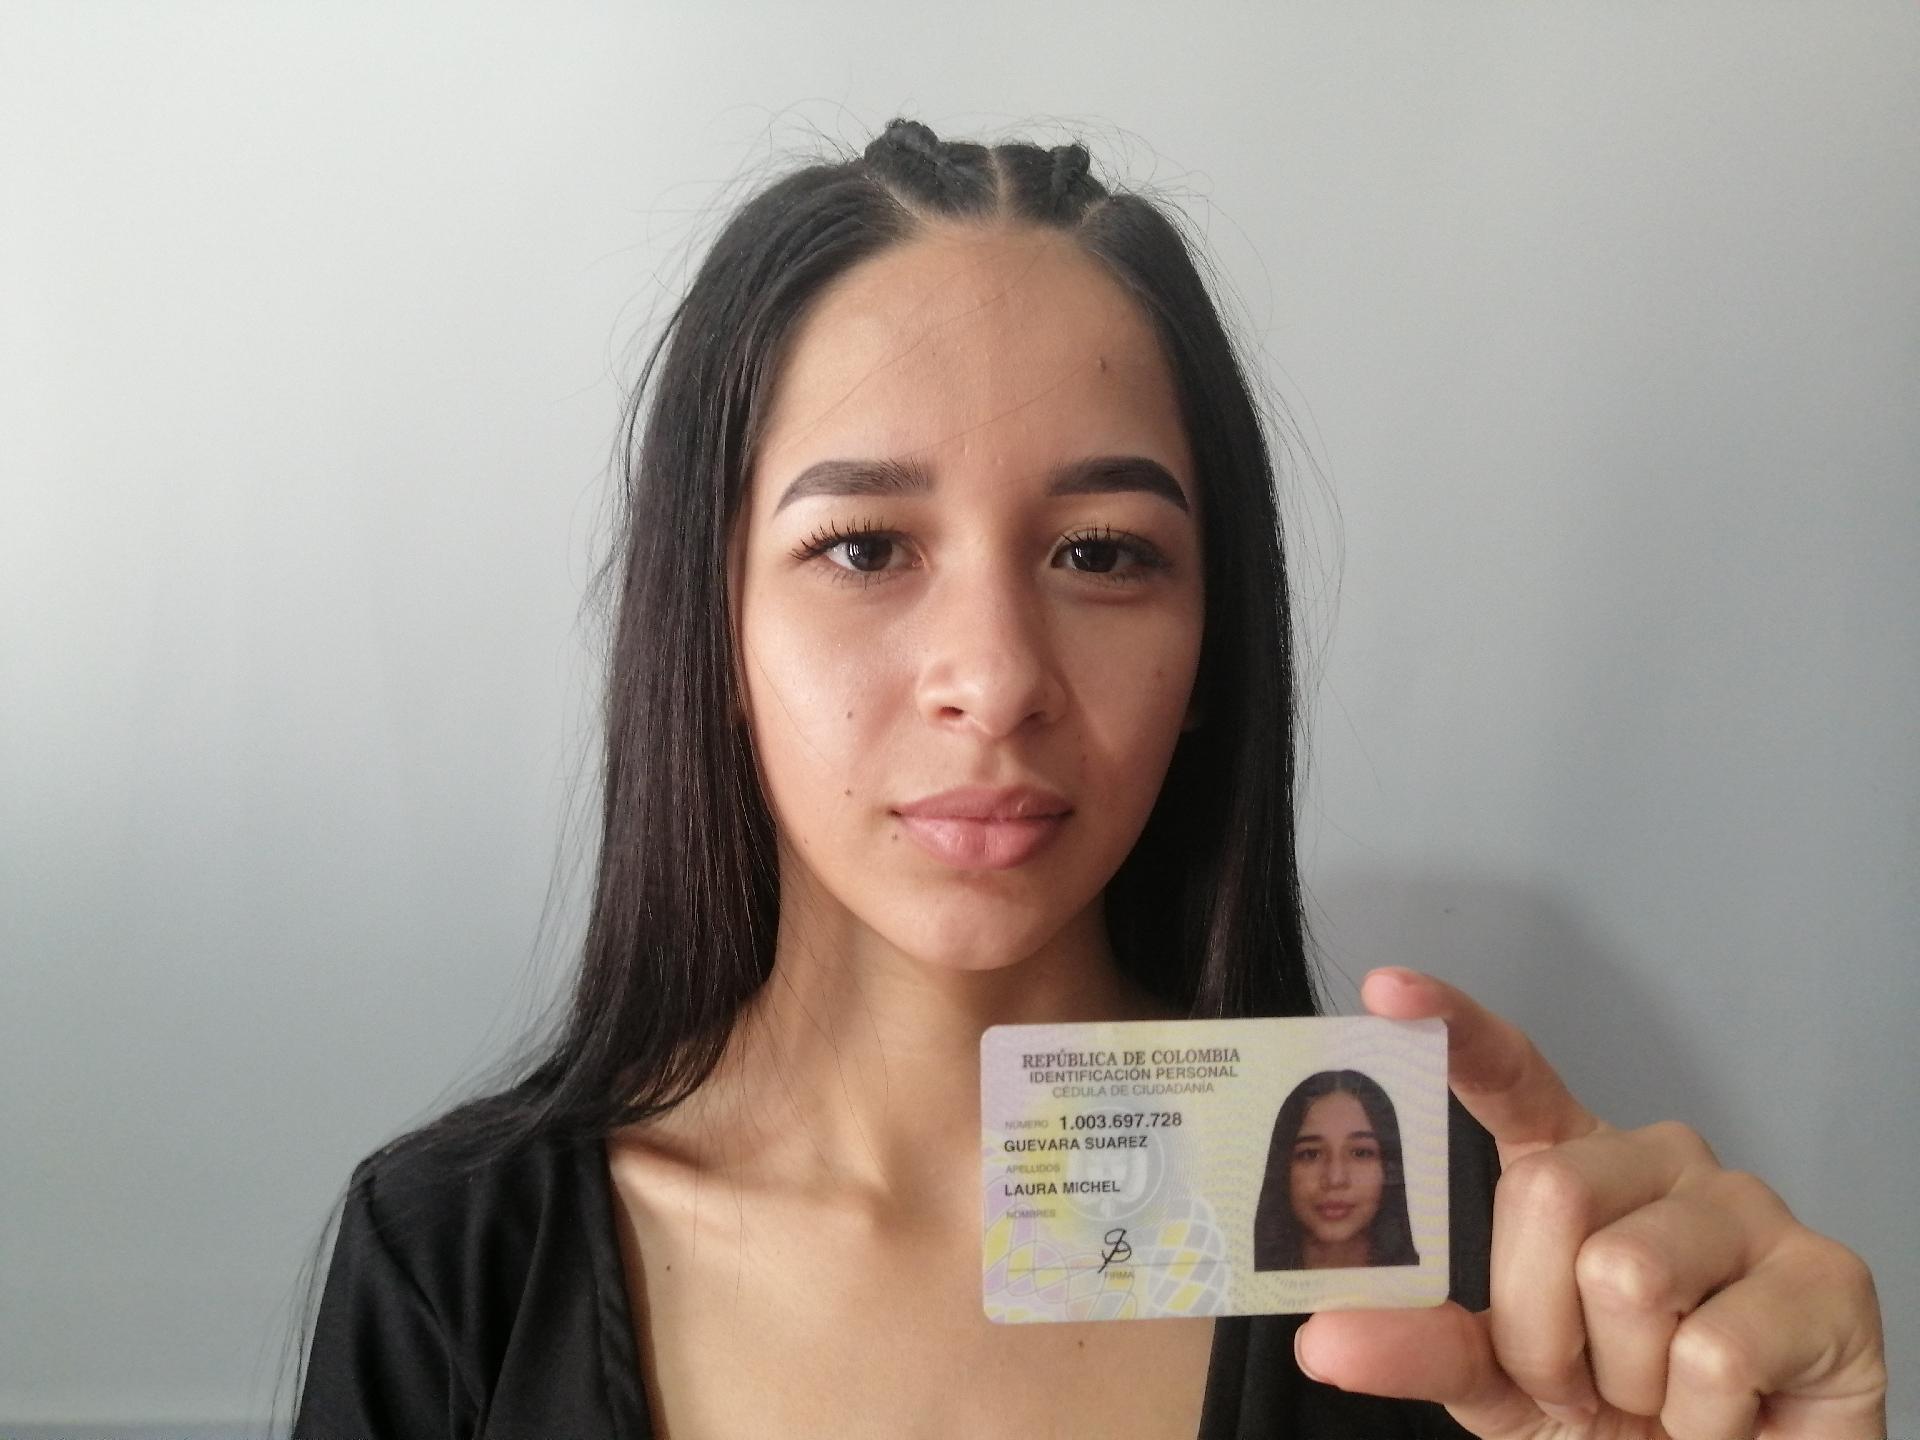 REPÚBLICA DE COLOMBIA
IDENTIFICACIÓN PERSONAL
CÉDULA DE CIUDADANÍA
NÚMERO 1.003.697.728
GUEVARA SUAREZ
APELLIDOS
LAURA MICHEL
NOMBRES
FIRMA